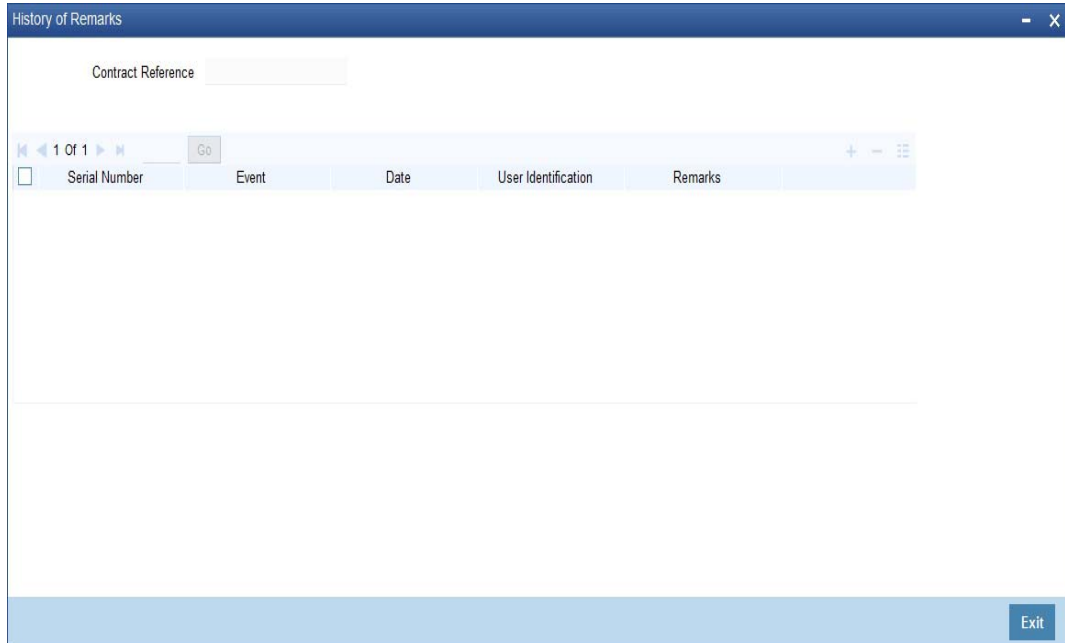 History of Remarks
Contract Reference
1 Of 1 Go
Serial Number Event Date User Identification Remarks
Exit